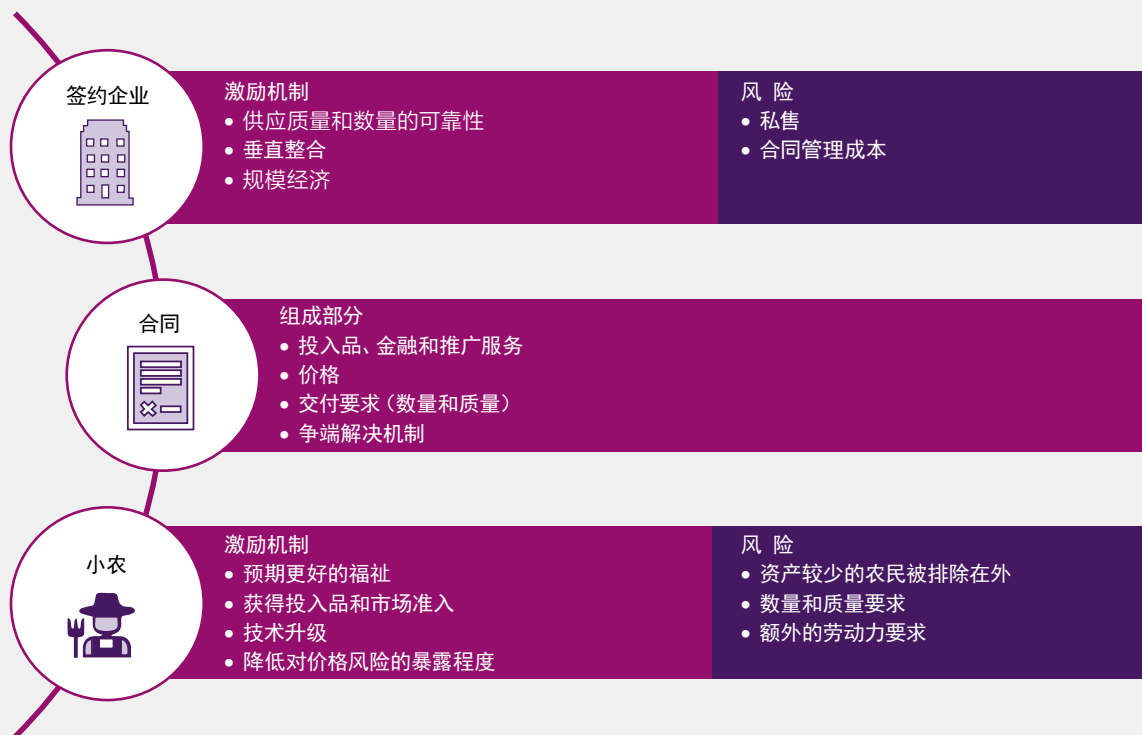 签约企业
激励机制
• 供应质量和数量的可靠性
• 垂直整合
• 规模经济
风 险
• 私售
• 合同管理成本
合同
组成部分
• 投入品、金融和推广服务
• 价格
• 交付要求（数量和质量）
• 争端解决机制
小农
激励机制
• 预期更好的福祉
• 获得投入品和市场准入
• 技术升级
• 降低对价格风险的暴露程度
风 险
• 资产较少的农民被排除在外
• 数量和质量要求
• 额外的劳动力要求